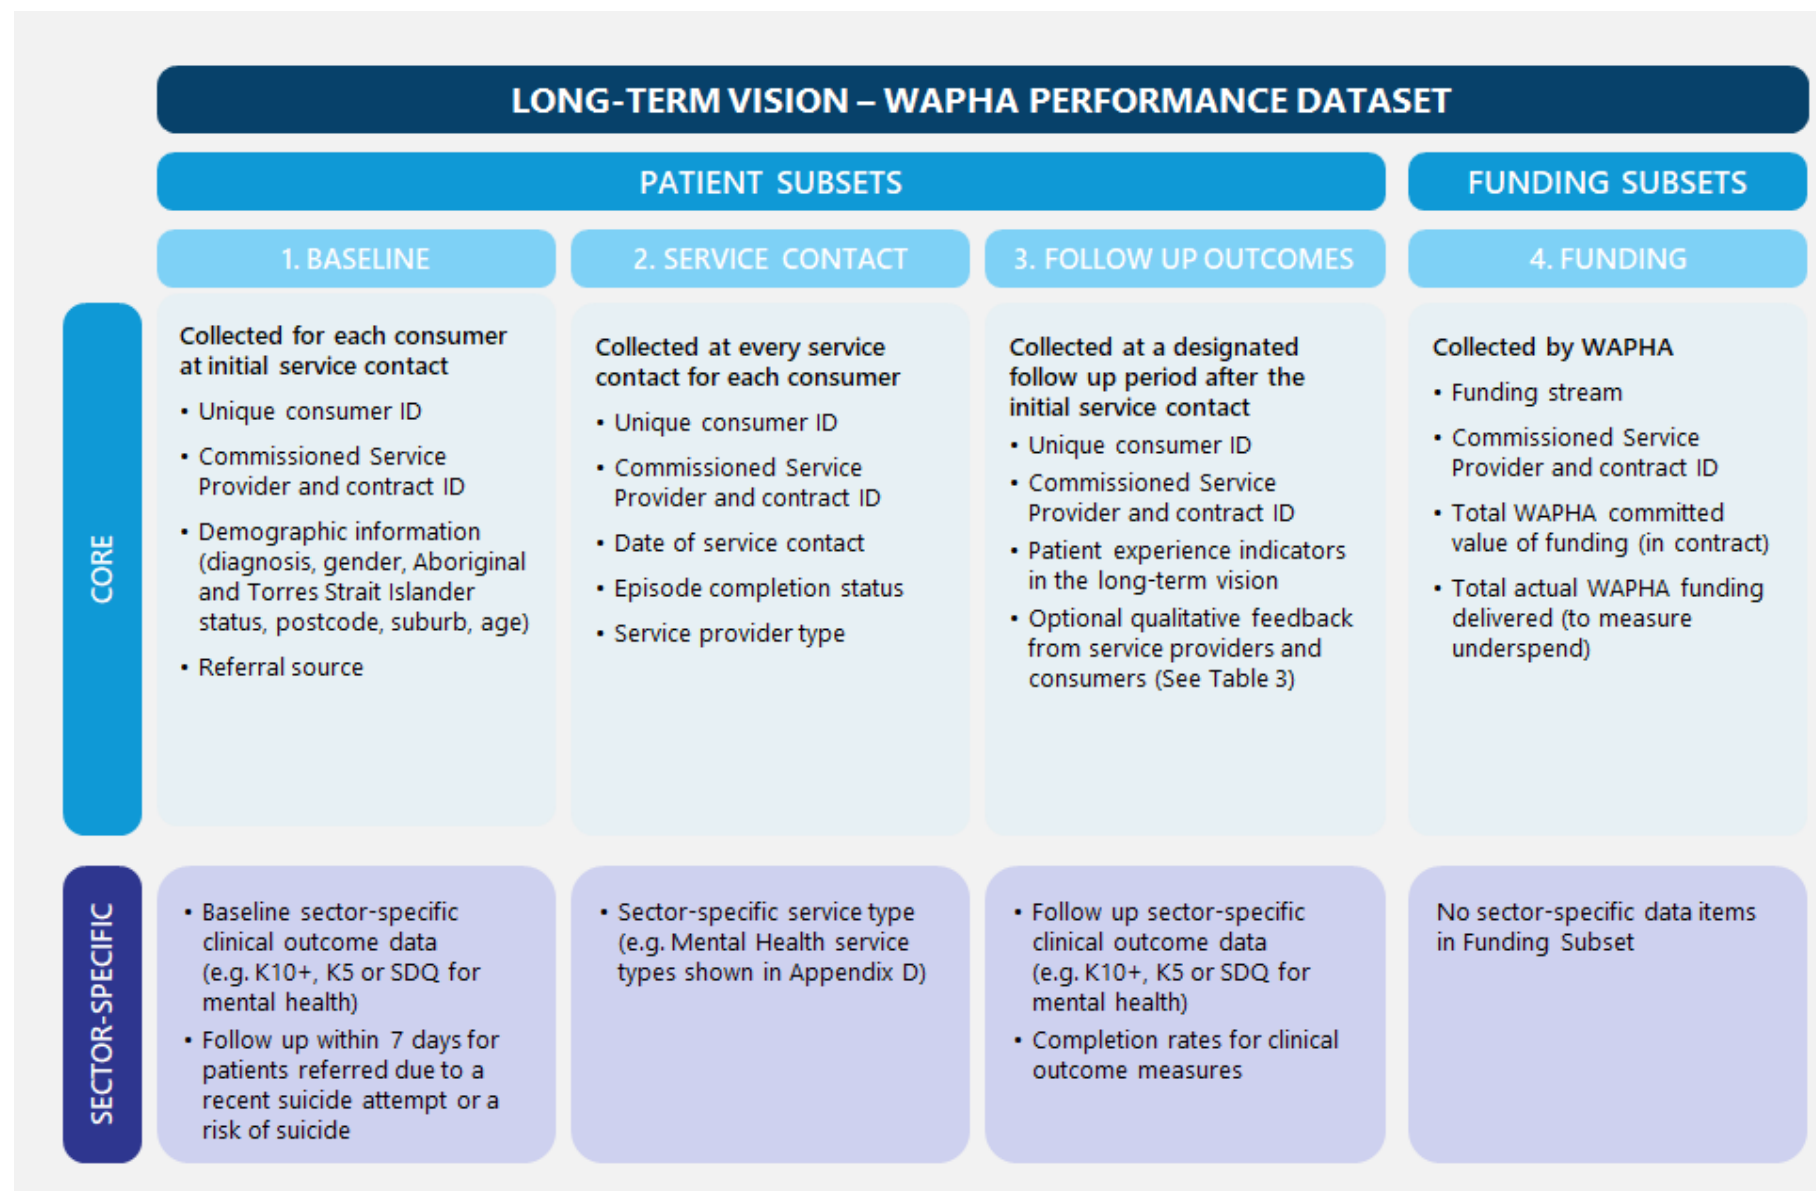 LONG-TERM VISION – WAPHA PERFORMANCE DATASET
PATIENT SUBSETS
FUNDING SUBSETS
1. BASELINE
2. SERVICE CONTACT
3. FOLLOW UP OUTCOMES
4. FUNDING
CORE
Collected for each consumer
at initial service contact
• Unique consumer ID
• Commissioned Service
Provider and contract ID
• Demographic information
(diagnosis, gender, Aboriginal
and Torres Strait Islander
status, postcode, suburb, age)
• Referral source
Collected at every service
contact for each consumer
• Unique consumer ID
• Commissioned Service
Provider and contract ID
• Date of service contact
• Episode completion status
• Service provider type
Collected at a designated
follow up period after the
initial service contact
• Unique consumer ID
• Commissioned Service
Provider and contract ID
• Patient experience indicators
in the long-term vision
• Optional qualitative feedback
from service providers and
consumers (See Table 3)
Collected by WAPHA
• Funding stream
• Commissioned Service
Provider and contract ID
• Total WAPHA committed
value of funding (in contract)
• Total actual WAPHA funding
delivered (to measure
underspend)
SECTOR-SPECIFIC
• Baseline sector-specific
clinical outcome data
(e.g. K10+, K5 or SDQ for
mental health)
• Follow up within 7 days for
patients referred due to a
recent suicide attempt or a
risk of suicide
• Sector-specific service type
(e.g. Mental Health service
types shown in Appendix D)
• Follow up sector-specific
clinical outcome data
(e.g. K10+, K5 or SDQ for
mental health)
• Completion rates for clinical
outcome measures
No sector-specific data items
in Funding Subset